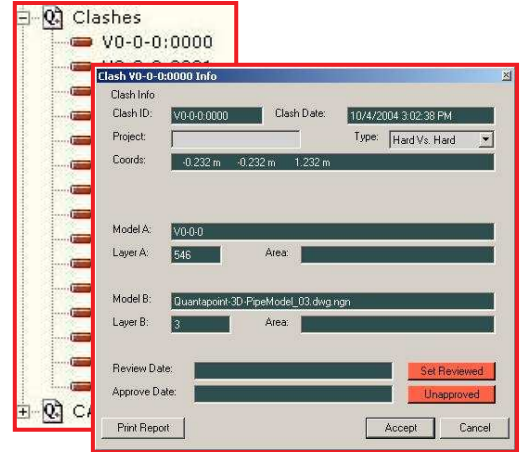 Clashes
V0-0-0:0000
Clash V0-0-0:0000 Info
Clash Info
Clash ID: V0-0-0:0000 Clash Date: 10/4/2004 3:02:38 PM
Project: Type: Hard Vs. Hard
Coords: -0.232 m -0.232 m 1.232 m
Model A: V0-0-0
Layer A: 546 Area:
Model B: Quantapoint-3D-PipeModel_03.dwg.ngn
Layer B: 3 Area:
Review Date: Set Reviewed
Approve Date: Unapproved
Print Report Accept Cancel